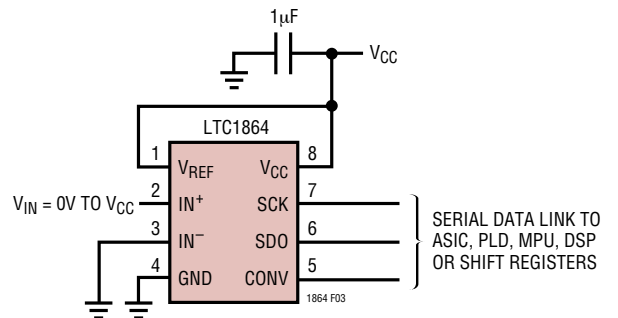 1µF
VCC
LTC1864
1 VREF VCC 8
VIN = 0V TO VCC 2 IN+ SCK 7
3 IN− SDO 6
4 GND CONV 5
SERIAL DATA LINK TO
ASIC, PLD, MPU, DSP
OR SHIFT REGISTERS
1864 F03